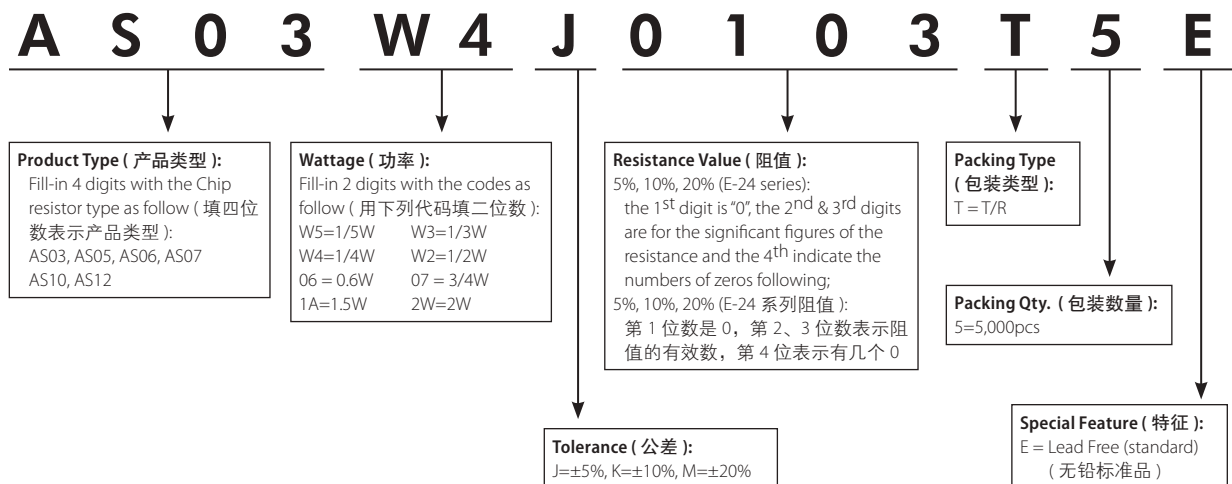 A S 0 3 W 4 J 0 1 0 3 T 5 E
Product Type ( 产品类型 ):
Fill-in 4 digits with the Chip
resistor type as follow ( 填四位
数表示产品类型 ):
AS03, AS05, AS06, AS07
AS10, AS12
Wattage ( 功率 ):
Fill-in 2 digits with the codes as
follow ( 用下列代码填二位数 ):
W5=1/5W W3=1/3W
W4=1/4W W2=1/2W
06 = 0.6W 07 = 3/4W
1A=1.5W 2W=2W
Resistance Value ( 阻值 ):
5%, 10%, 20% (E-24 series):
the 1st digit is “0”, the 2nd & 3rd digits
are for the significant figures of the
resistance and the 4th indicate the
numbers of zeros following;
5%, 10%, 20% (E-24 系列阻值 ):
第 1 位数是 0，第 2、3 位数表示阻
值的有效数，第 4 位表示有几个 0
Packing Type
( 包装类型 ):
T = T/R
Packing Qty. ( 包装数量 ):
5=5,000pcs
Tolerance ( 公差 ):
J=±5%, K=±10%, M=±20%
Special Feature ( 特征 ):
E = Lead Free (standard)
( 无铅标准品 )